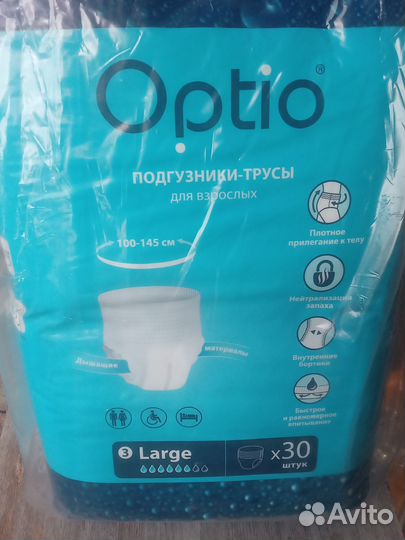 Optio®
ПОДГУЗНИКИ-ТРУСЫ
для взрослых
100-145 см
Плотное
прилегание к телу
Нейтрализация
запаха
Дышащие материалы
Внутренние
бортики
Быстрое
и равномерное
впитывание
3 Large
x30
штук
Avito